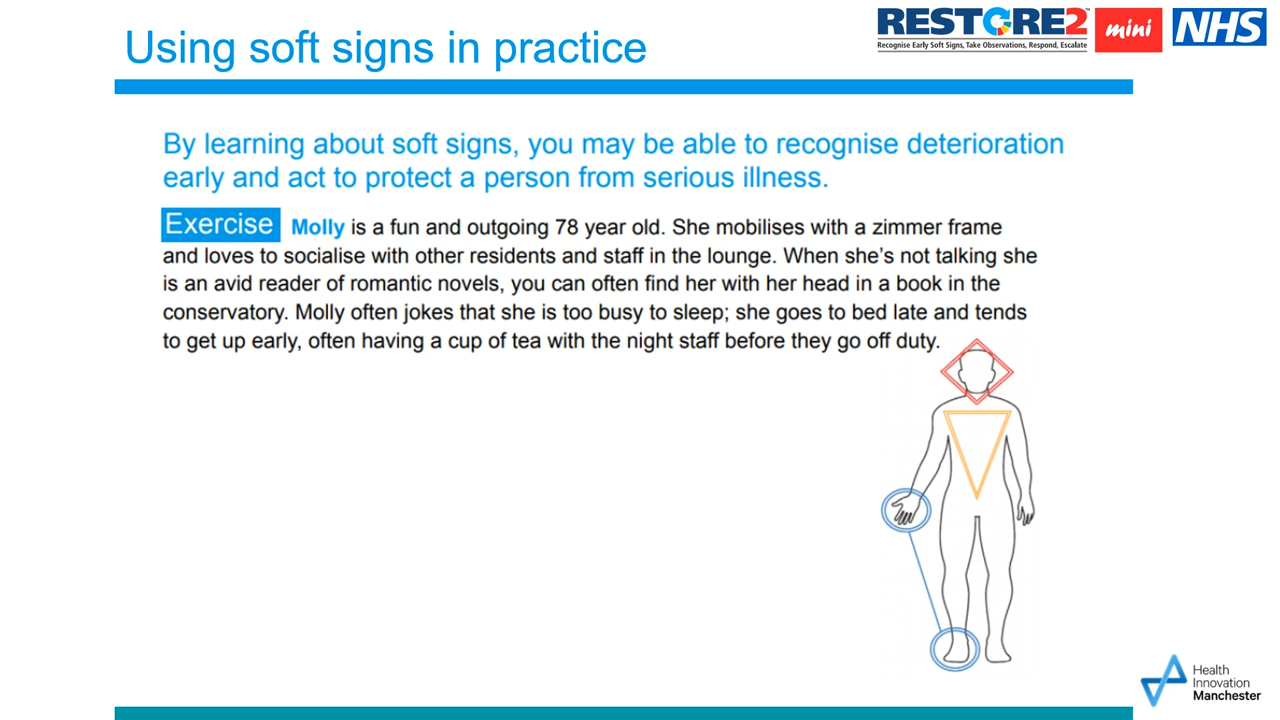 Using soft signs in practice
RESTORE2™ mini NHS
Recognise Early Soft Signs, Take Observations, Respond, Escalate
By learning about soft signs, you may be able to recognise deterioration
early and act to protect a person from serious illness.
Exercise Molly is a fun and outgoing 78 year old. She mobilises with a zimmer frame
and loves to socialise with other residents and staff in the lounge. When she’s not talking she
is an avid reader of romantic novels, you can often find her with her head in a book in the
conservatory. Molly often jokes that she is too busy to sleep; she goes to bed late and tends
to get up early, often having a cup of tea with the night staff before they go off duty.
Health
Innovation
Manchester